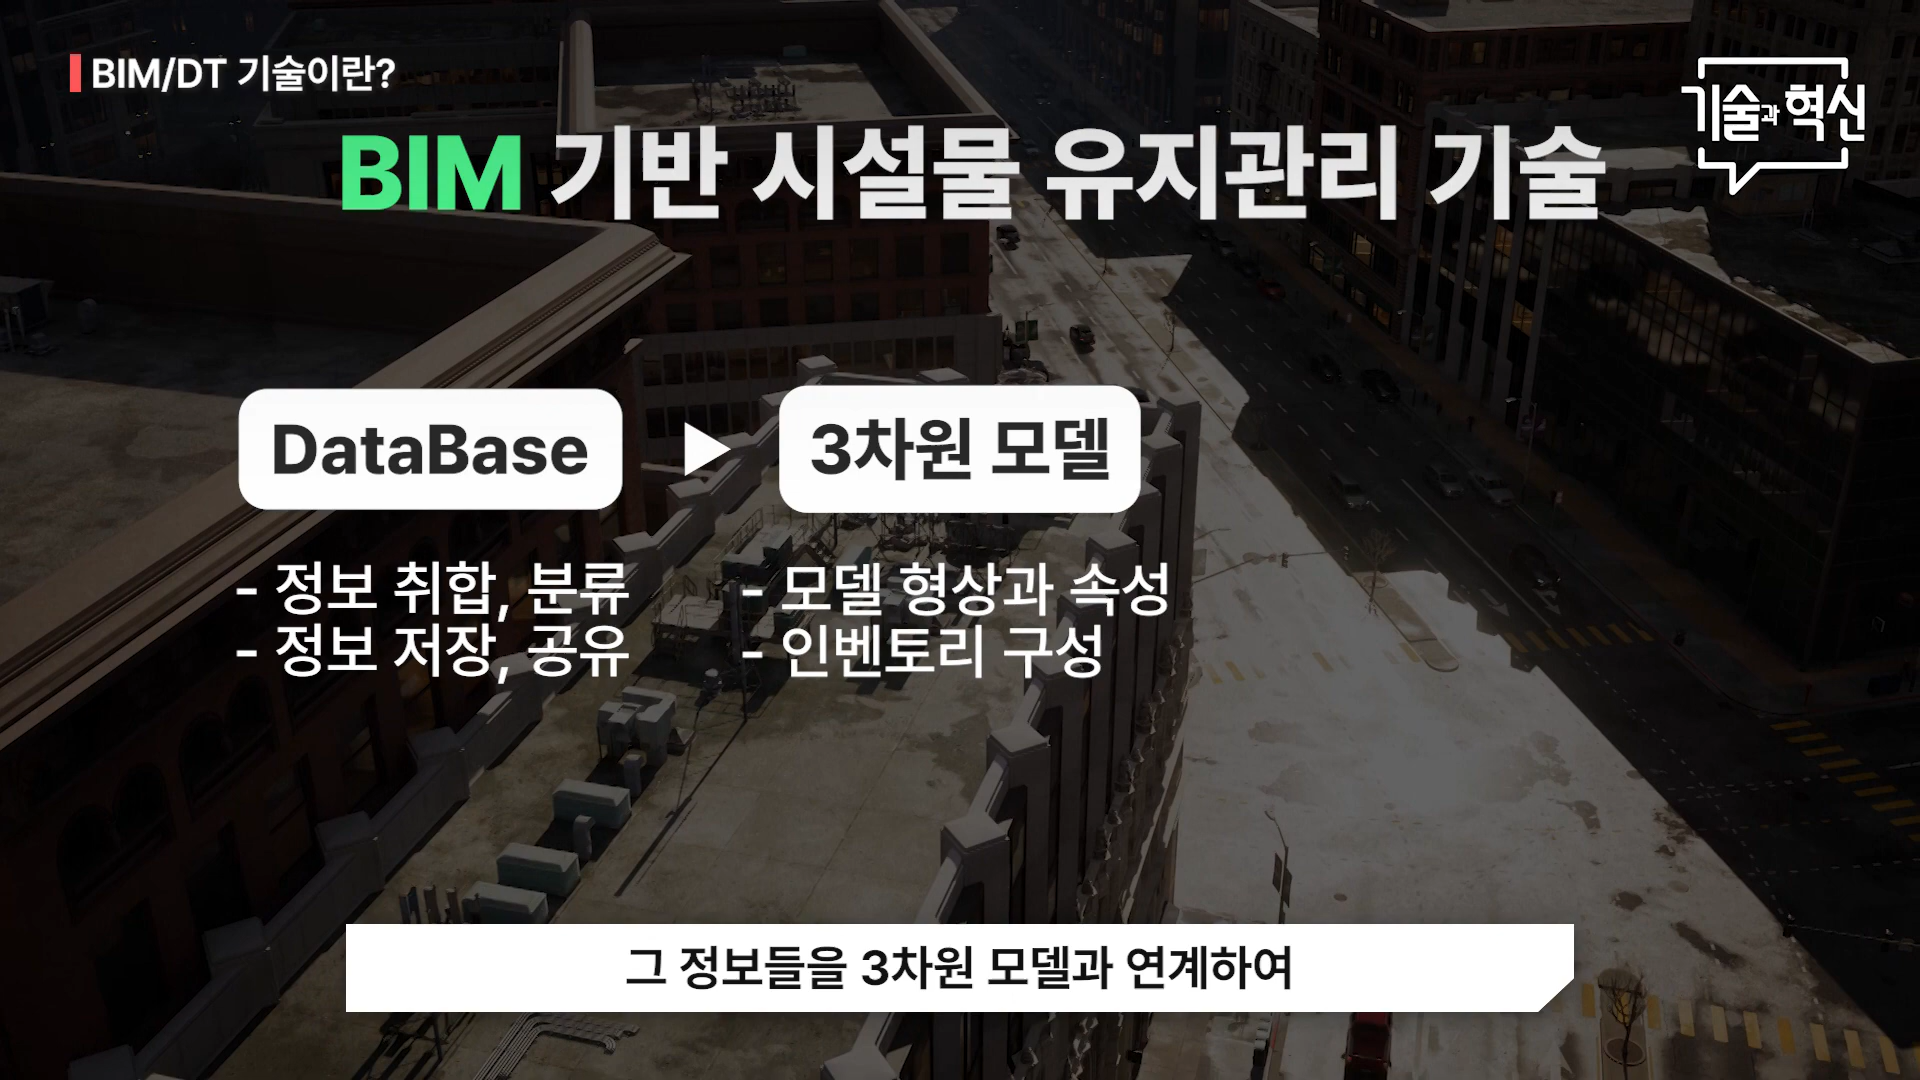 BIM/DT 기술이란?
기술과 혁신
BIM 기반 시설물 유지관리 기술
DataBase
3차원 모델
- 정보 취합, 분류
- 정보 저장, 공유
- 모델 형상과 속성
- 인벤토리 구성
그 정보들을 3차원 모델과 연계하여